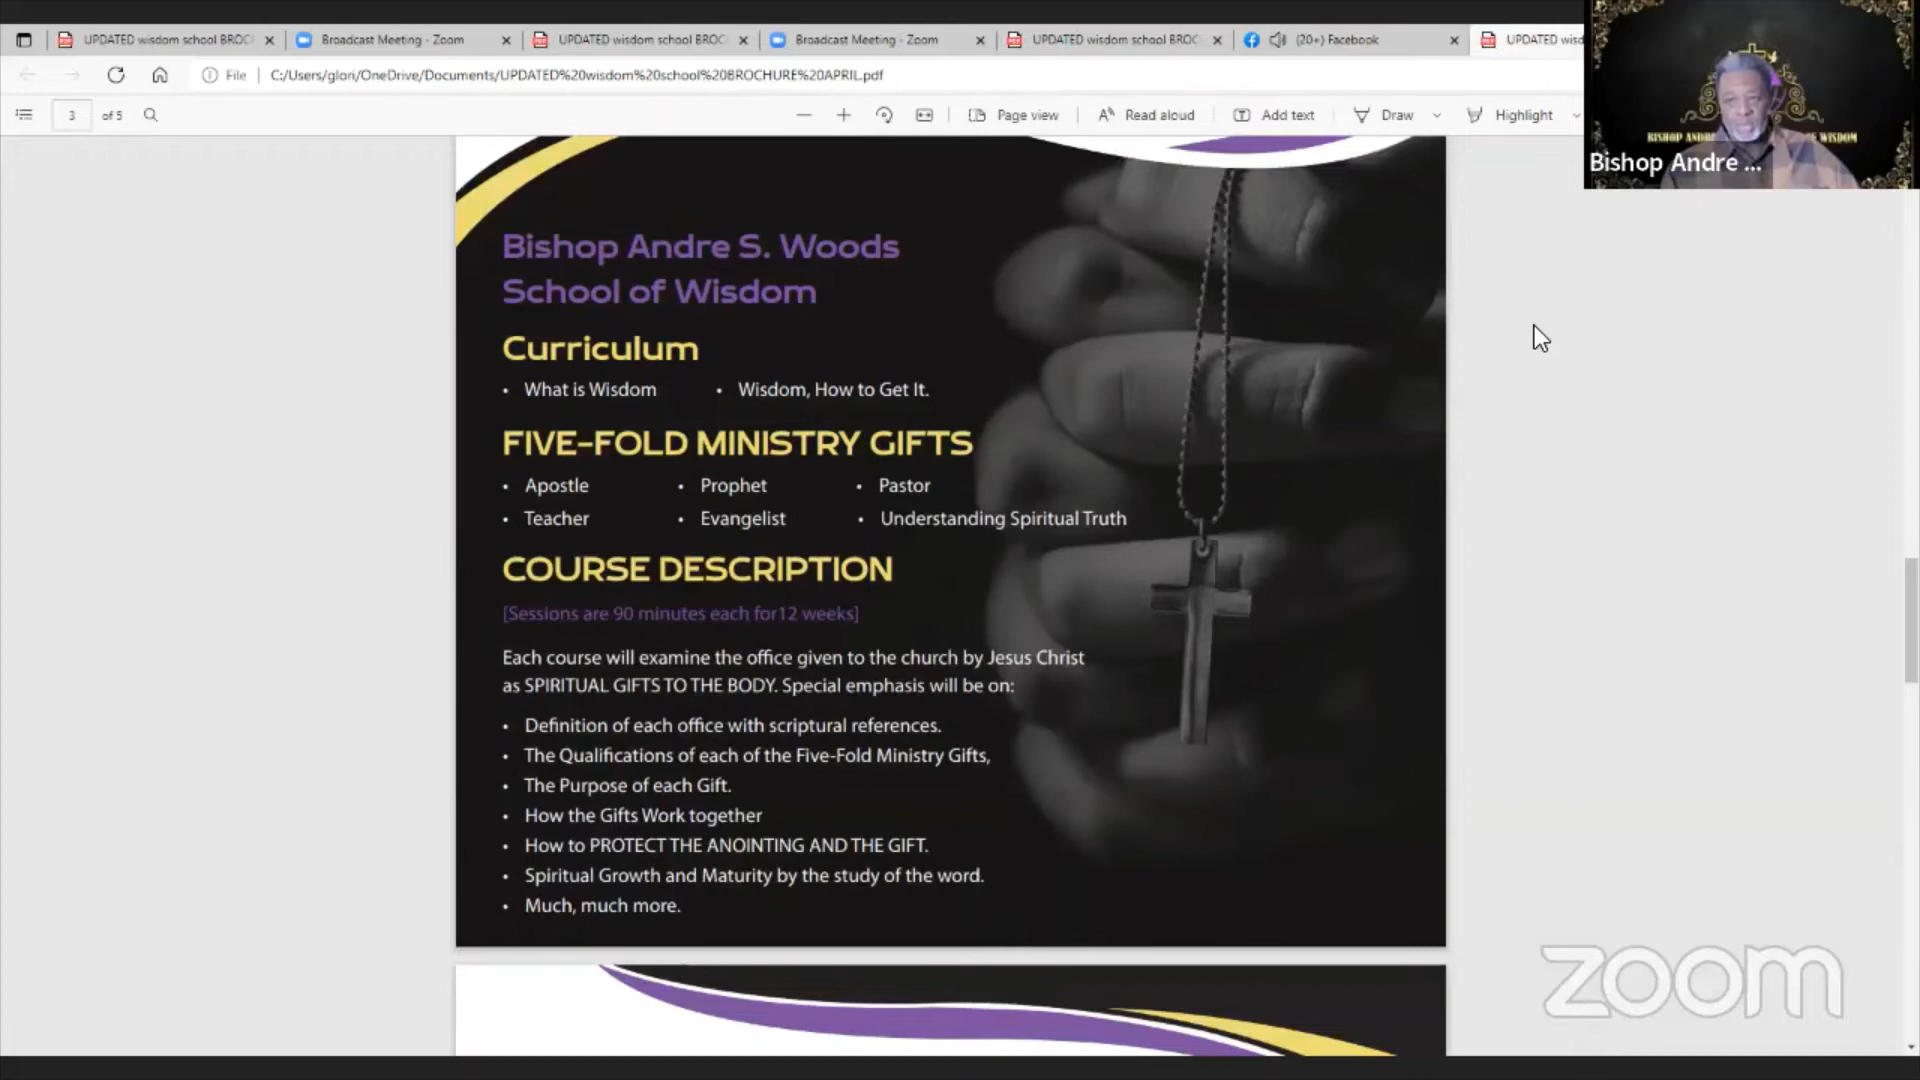 UPDATED wisdom school BROC
Broadcast Meeting - Zoom
UPDATED wisdom school BROC
Broadcast Meeting - Zoom
UPDATED wisdom school BROC
(20+) Facebook
UPDATED wisd
File
C:/Users/glori/OneDrive/Documents/UPDATED%20wisdom%20school%20BROCHURE%20APRIL.pdf
3 of 5
Page view
Read aloud
Add text
Draw
Highlight
BISHOP ANDR
WISDOM
Bishop Andre ...
Bishop Andre S. Woods
School of Wisdom
Curriculum
• What is Wisdom • Wisdom, How to Get It.
FIVE-FOLD MINISTRY GIFTS
• Apostle • Prophet • Pastor
• Teacher • Evangelist • Understanding Spiritual Truth
COURSE DESCRIPTION
[Sessions are 90 minutes each for12 weeks]
Each course will examine the office given to the church by Jesus Christ
as SPIRITUAL GIFTS TO THE BODY. Special emphasis will be on:
• Definition of each office with scriptural references.
• The Qualifications of each of the Five-Fold Ministry Gifts,
• The Purpose of each Gift.
• How the Gifts Work together
• How to PROTECT THE ANOINTING AND THE GIFT.
• Spiritual Growth and Maturity by the study of the word.
• Much, much more.
zoom